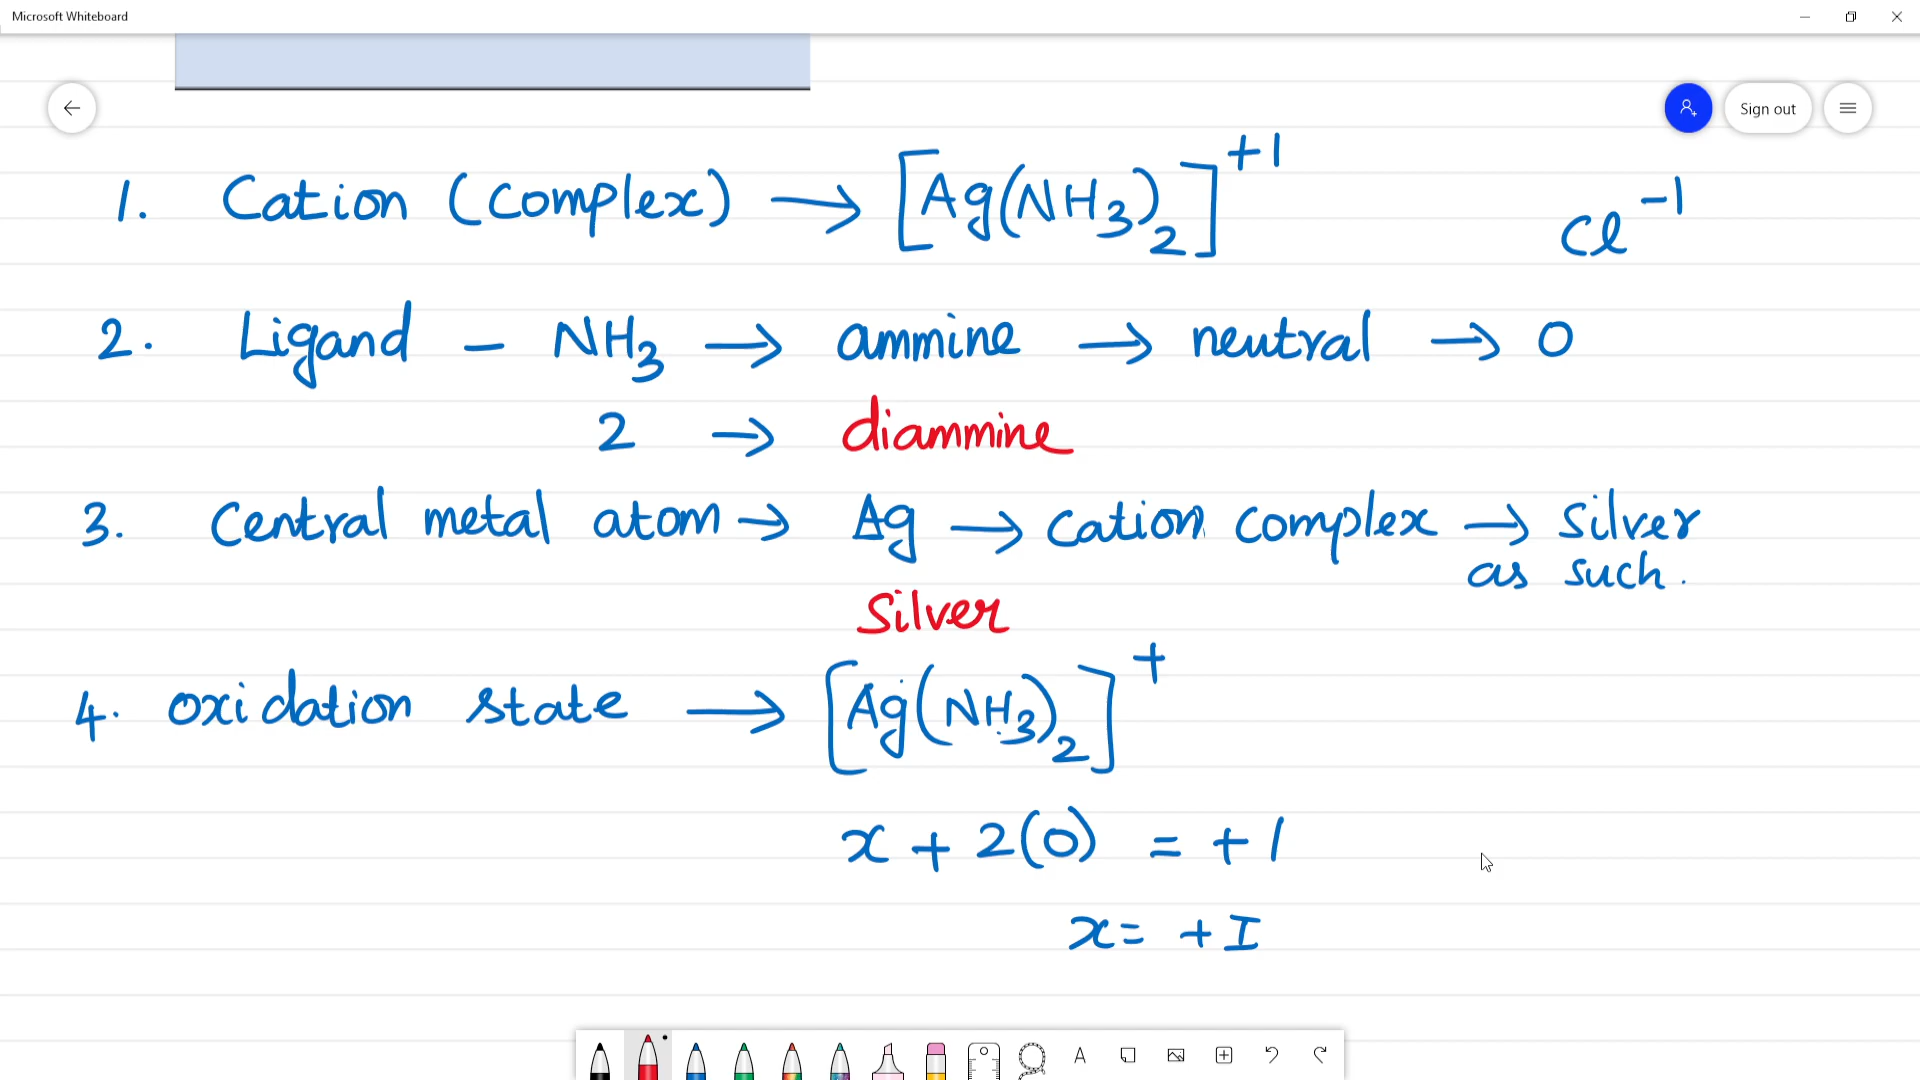 Microsoft Whiteboard
Sign out
1. Cation (complex) → [Ag(NH₃)₂]⁺¹ Cl⁻¹
2. Ligand – NH₃ → ammine → neutral → 0
2 → diammine
3. Central metal atom → Ag → cation complex → silver
as such.
Silver
4. oxidation state → [Ag(NH₃)₂]⁺
x + 2(0) = +1
x = +I